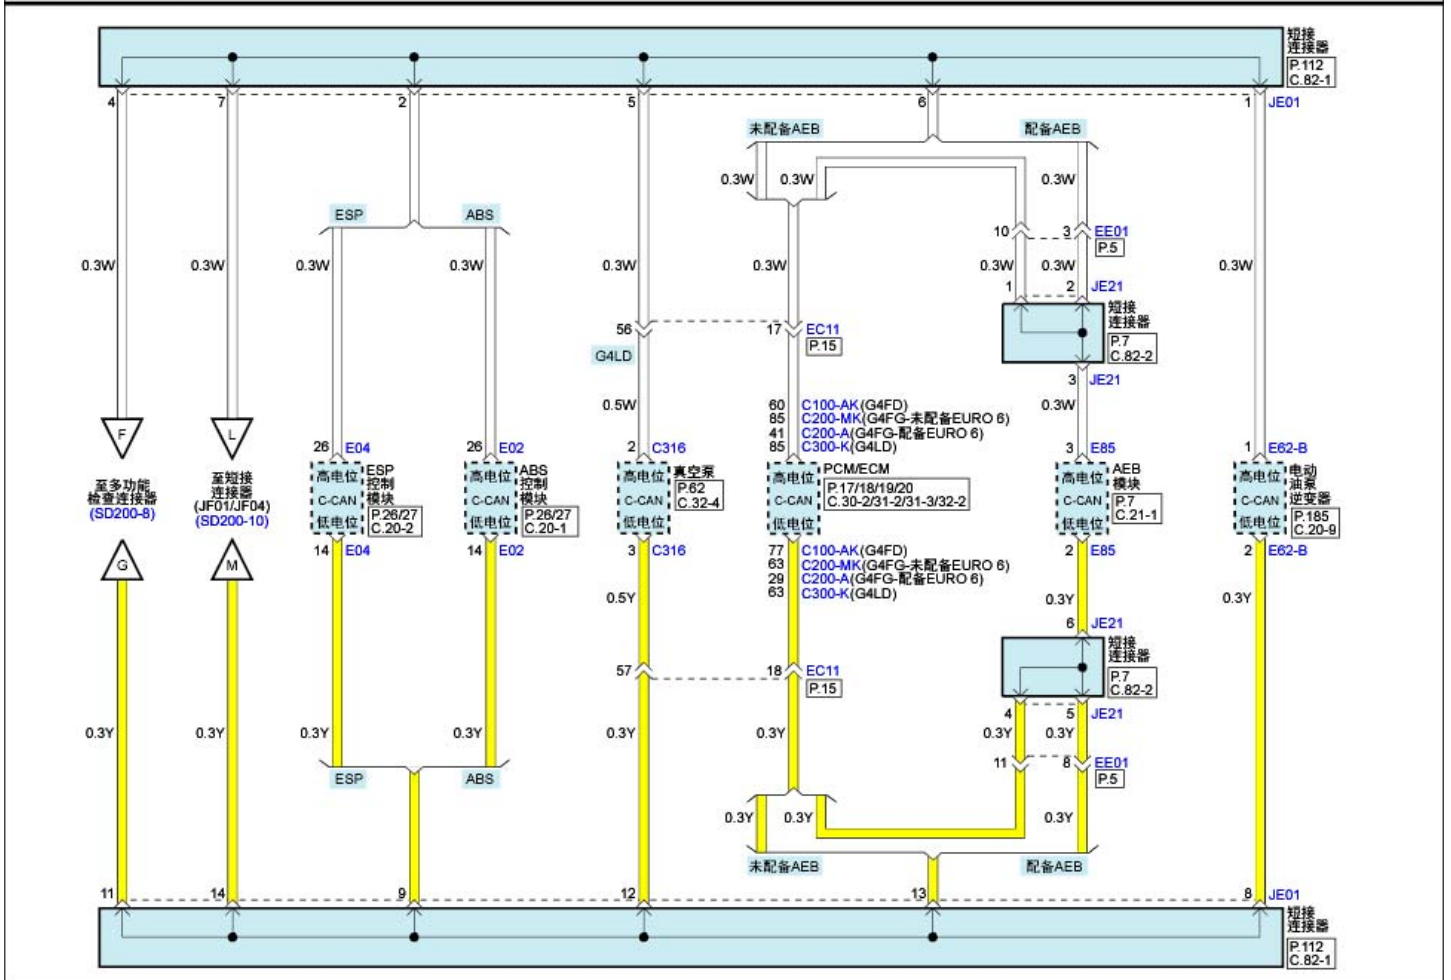 短接
连接器
P.112
C.82-1
4 7 2 5 6 1 JE01
未配备AEB 配备AEB
0.3W 0.3W 0.3W
ESP ABS
10 3 EE01
P.5
0.3W 0.3W 0.3W 0.3W 0.3W 0.3W 0.3W 0.3W 0.3W
1 2 JE21
短接
连接器
P.7
C.82-2
56 17 EC11
P.15
G4LD
3 JE21
0.5W 0.3W
60 C100-AK(G4FD)
85 C200-MK(G4FG-未配备EURO 6)
41 C200-A(G4FG-配备EURO 6)
85 C300-K(G4LD)
F L
26 E04 26 E02 2 C316 3 E85 1 E62-B
至多功能
检查连接器
(SD200-8)
至短接
连接器
(JF01/JF04)
(SD200-10)
高电位
C-CAN
低电位
ESP
控制
模块
P.26/27
C.20-2
高电位
C-CAN
低电位
ABS
控制
模块
P.26/27
C.20-1
高电位
C-CAN
低电位
真空泵
P.62
C.32-4
高电位
C-CAN
低电位
PCM/ECM
P.17/18/19/20
C.30-2/31-2/31-3/32-2
高电位
C-CAN
低电位
AEB
模块
P.7
C.21-1
高电位
C-CAN
低电位
电动
油泵
逆变器
P.185
C.20-9
14 E04 14 E02 3 C316 2 E85 2 E62-B
G M
77 C100-AK(G4FD)
63 C200-MK(G4FG-未配备EURO 6)
29 C200-A(G4FG-配备EURO 6)
63 C300-K(G4LD)
0.5Y 0.3Y 0.3Y
6 JE21
短接
连接器
P.7
C.82-2
57 18 EC11
P.15
4 5 JE21
0.3Y 0.3Y 0.3Y 0.3Y 0.3Y 0.3Y 0.3Y 0.3Y
11 8 EE01
P.5
ESP ABS
0.3Y 0.3Y 0.3Y
未配备AEB 配备AEB
11 14 9 12 13 8 JE01
短接
连接器
P.112
C.82-1